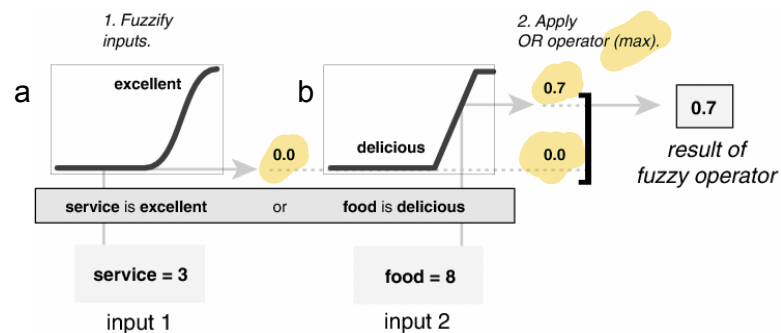 1. Fuzzify
inputs.
2. Apply
OR operator (max).
a
excellent
b
delicious
0.0
0.7
0.0
0.7
result of
fuzzy operator
service is excellent or food is delicious
service = 3
food = 8
input 1
input 2